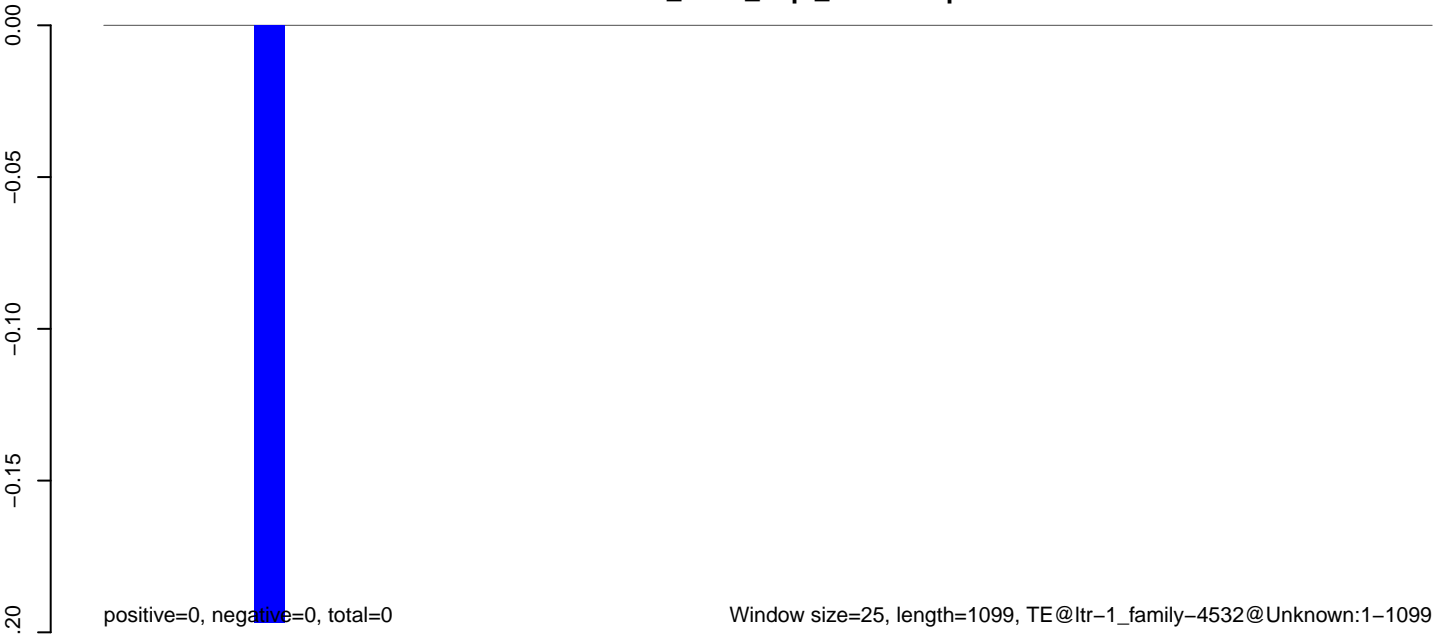 0.00
−0.05
−0.10
−0.15
.20
positive=0, negative=0, total=0
Window size=25, length=1099, TE@ltr−1_family−4532@Unknown:1−1099